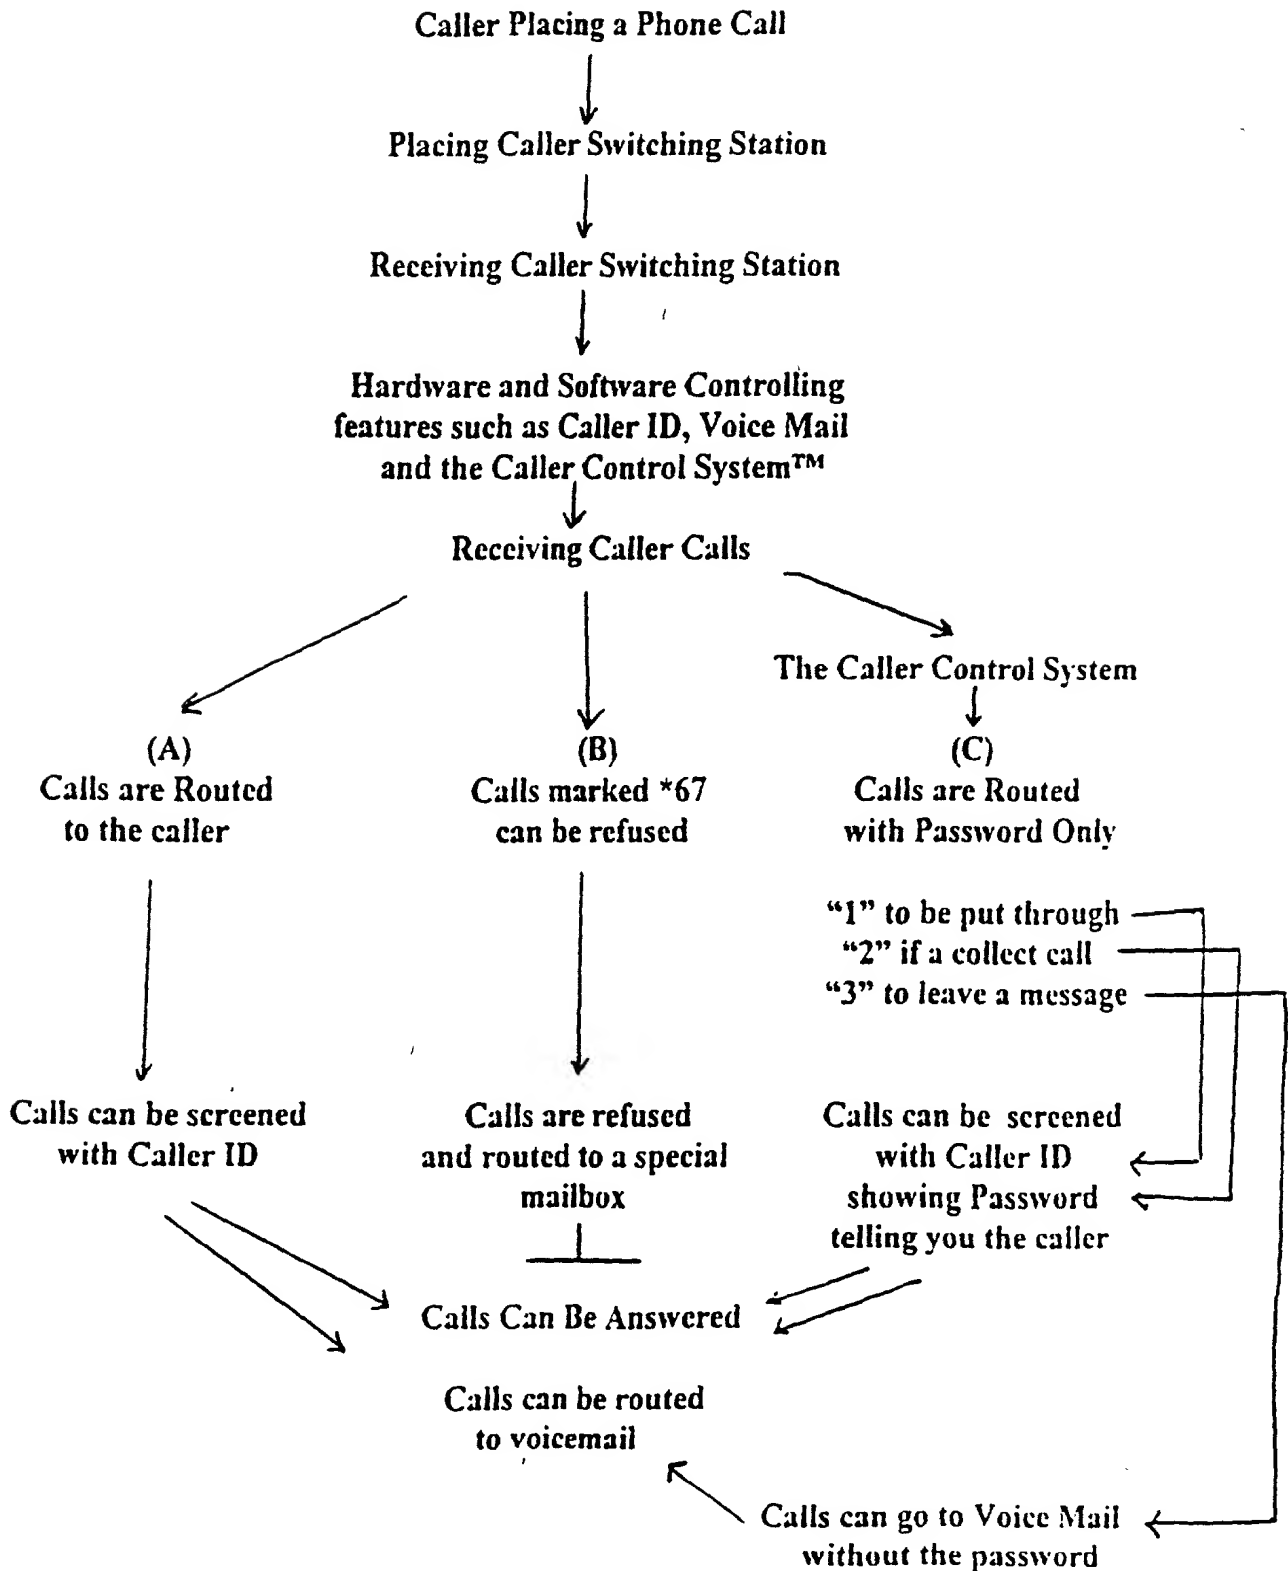 Caller Placing a Phone Call
Placing Caller Switching Station
Receiving Caller Switching Station
Hardware and Software Controlling
features such as Caller ID, Voice Mail
and the Caller Control System™
Receiving Caller Calls
The Caller Control System
(A)
Calls are Routed
to the caller
(B)
Calls marked *67
can be refused
(C)
Calls are Routed
with Password Only
“1” to be put through
“2” if a collect call
“3” to leave a message
Calls can be screened
with Caller ID
Calls are refused
and routed to a special
mailbox
Calls can be screened
with Caller ID
showing Password
telling you the caller
Calls Can Be Answered
Calls can be routed
to voicemail
Calls can go to Voice Mail
without the password